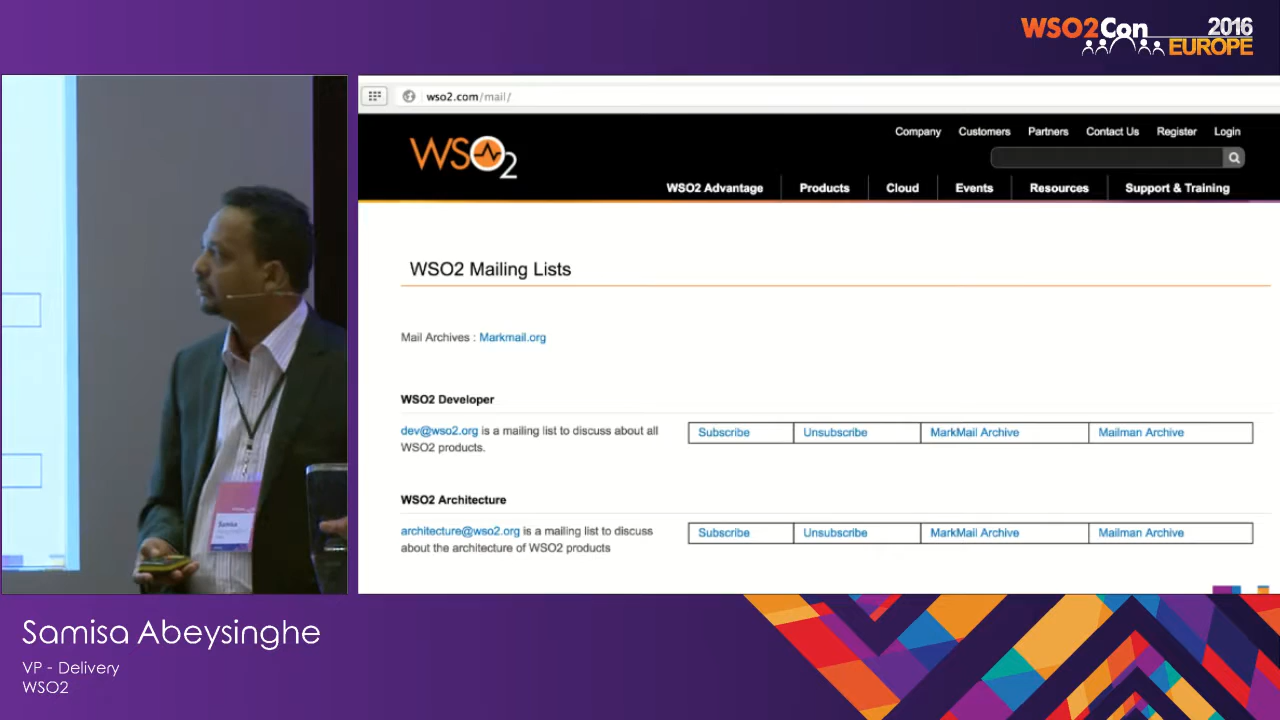 WSO2Con 2016
EUROPE
wso2.com/mail/
Company Customers Partners Contact Us Register Login
WSO2
WSO2 Advantage Products Cloud Events Resources Support & Training
WSO2 Mailing Lists
Mail Archives : Markmail.org
WSO2 Developer
dev@wso2.org is a mailing list to discuss about all
WSO2 products.
Subscribe Unsubscribe MarkMail Archive Mailman Archive
WSO2 Architecture
architecture@wso2.org is a mailing list to discuss
about the architecture of WSO2 products
Subscribe Unsubscribe MarkMail Archive Mailman Archive
Samisa
Samisa Abeysinghe
VP - Delivery
WSO2